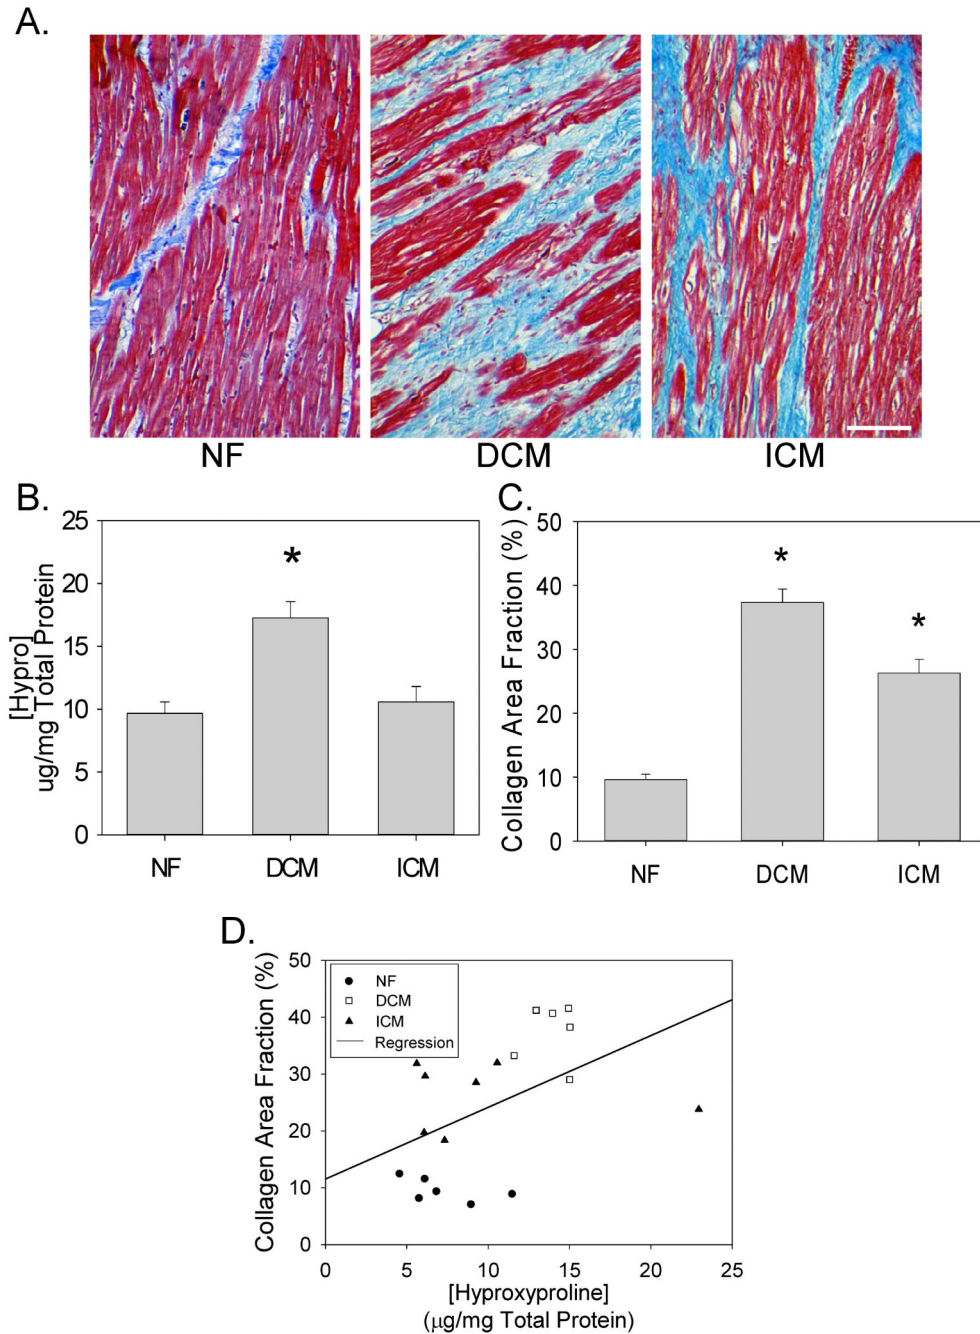 A.
NF
DCM
ICM
B.
[Hypro]
ug/mg Total Protein
25
20
15
10
5
0
*
NF
DCM
ICM
C.
Collagen Area Fraction (%)
50
40
30
20
10
0
*
*
NF
DCM
ICM
D.
Collagen Area Fraction (%)
50
40
30
20
10
0
NF
DCM
ICM
Regression
0
5
10
15
20
25
[Hyproxyproline]
(μg/mg Total Protein)